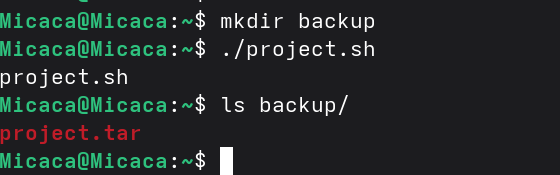 Micaca@Micaca:~$ mkdir backup
Micaca@Micaca:~$ ./project.sh
project.sh
Micaca@Micaca:~$ ls backup/
project.tar
Micaca@Micaca:~$